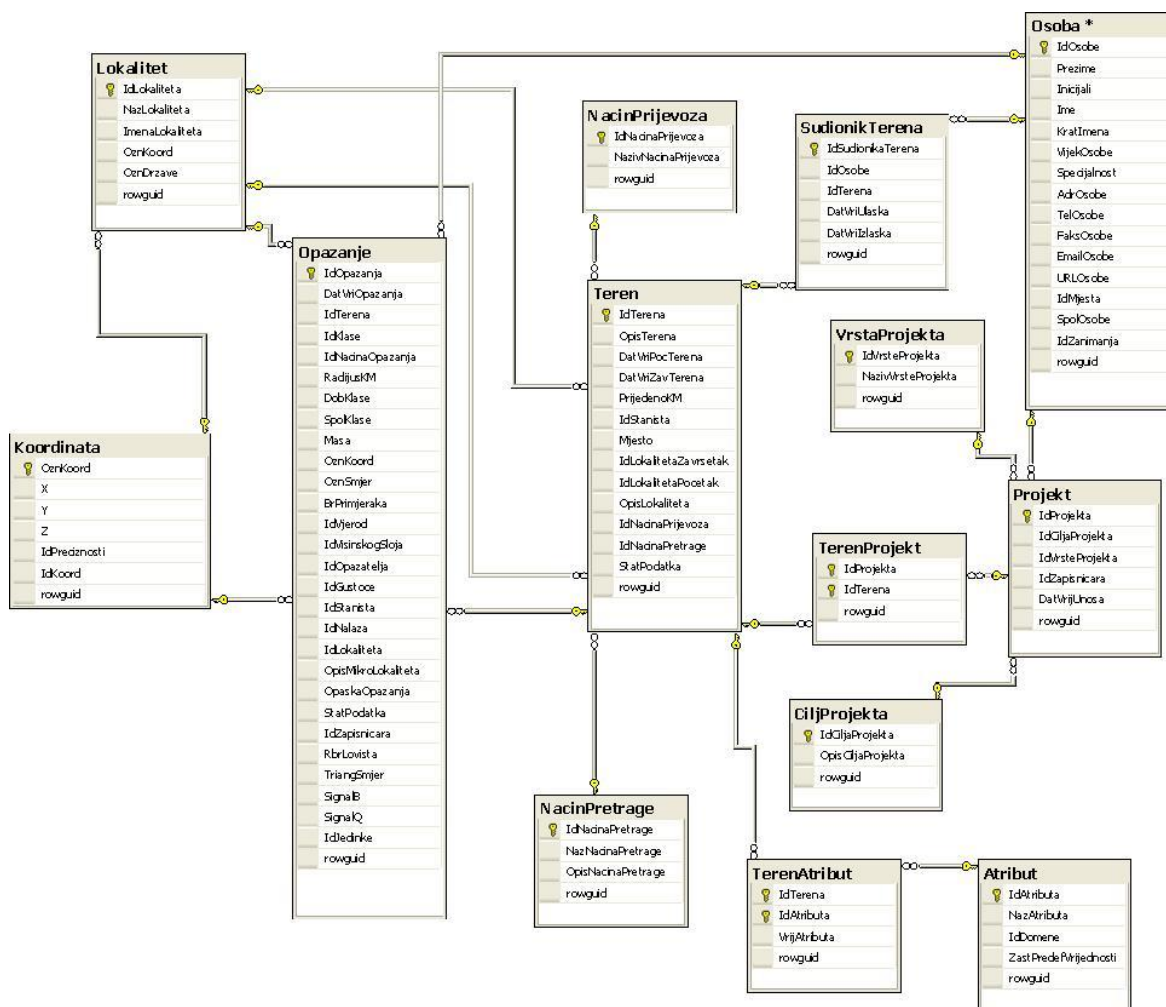 Lokalitet
IdLokaliteta
NazLokaliteta
ImenaLokaliteta
OznKoord
OznDrzave
rowguid
Koordinata
OznKoord
X
Y
Z
IdPreciznosti
IdKoord
rowguid
Opazanje
IdOpazanja
DatVriOpazanja
IdTerena
IdKlase
IdNacinaOpazanja
RadijusKM
DobKlase
SpolKlase
Masa
OznKoord
OznSmjer
BrPrimjeraka
IdVjerod
IdVisinskogSloja
IdOpazatelja
IdGustoce
IdStanista
IdNalaza
IdLokaliteta
OpisMikroLokaliteta
OpaskaOpazanja
StatPodatka
IdZapisnicara
RbrLovista
TriangSmjer
SignalB
SignalQ
IdJedinke
rowguid
NacinPrijevoza
IdNacinaPrijevoza
NazivNacinaPrijevoza
rowguid
Teren
IdTerena
OpisTerena
DatVriPocTerena
DatVriZavTerena
PrijedenoKM
IdStanista
Mjesto
IdLokalitetaZavrsetak
IdLokalitetaPocetak
OpisLokaliteta
IdNacinaPrijevoza
IdNacinaPretrage
StatPodatka
rowguid
NacinPretrage
IdNacinaPretrage
NazNacinaPretrage
OpisNacinaPretrage
rowguid
SudionikTerena
IdSudionikaTerena
IdOsobe
IdTerena
DatVriUlaska
DatVriIzlaska
rowguid
VrstaProjekta
IdVrsteProjekta
NazivVrsteProjekta
rowguid
TerenProjekt
IdProjekta
IdTerena
rowguid
CiljProjekta
IdCiljaProjekta
OpisCiljaProjekta
rowguid
TerenAtribut
IdTerena
IdAtributa
VrijAtributa
rowguid
Osoba *
IdOsobe
Prezime
Inicijali
Ime
KratImena
VijekOsobe
Specijalnost
AdrOsobe
TelOsobe
FaksOsobe
EmailOsobe
URLOsobe
IdMjesta
SpolOsobe
IdZanimanja
rowguid
Projekt
IdProjekta
IdCiljaProjekta
IdVrsteProjekta
IdZapisnicara
DatVrijUnosa
rowguid
Atribut
IdAtributa
NazAtributa
IdDomene
ZastPredefVrijednosti
rowguid